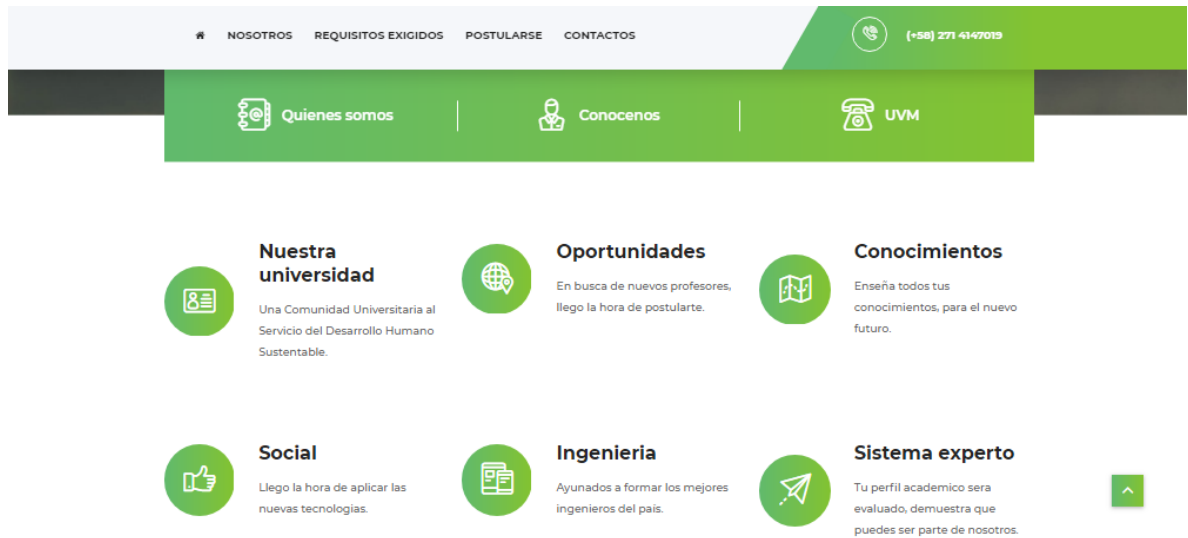 NOSOTROS REQUISITOS EXIGIDOS POSTULARSE CONTACTOS (+58) 271 4147019
Quienes somos Conocenos UVM
Nuestra
universidad
Una Comunidad Universitaria al
Servicio del Desarrollo Humano
Sustentable.
Oportunidades
En busca de nuevos profesores,
llego la hora de postularte.
Conocimientos
Enseña todos tus
conocimientos, para el nuevo
futuro.
Social
Llego la hora de aplicar las
nuevas tecnologias.
Ingenieria
Ayunados a formar los mejores
ingenieros del país.
Sistema experto
Tu perfil academico sera
evaluado, demuestra que
puedes ser parte de nosotros.